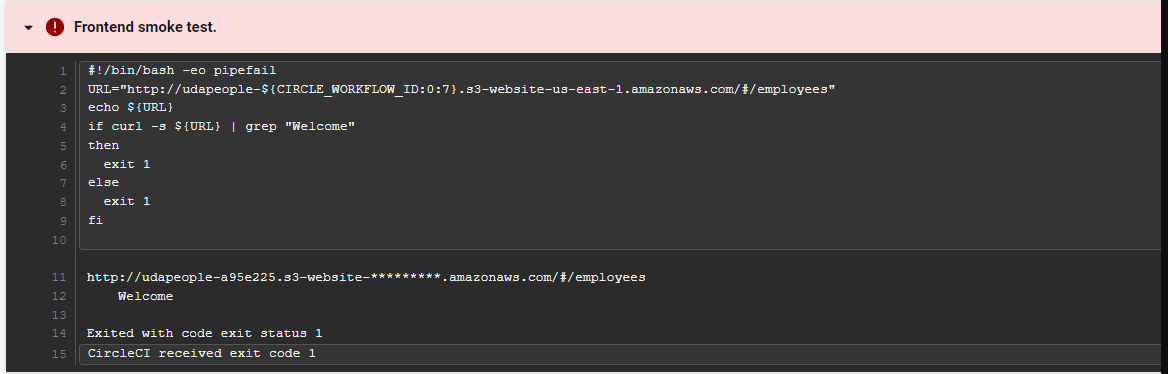 Frontend smoke test.
1 #!/bin/bash -eo pipefail
2 URL="http://udapeople-${CIRCLE_WORKFLOW_ID:0:7}.s3-website-us-east-1.amazonaws.com/#/employees"
3 echo ${URL}
4 if curl -s ${URL} | grep "Welcome"
5 then
6   exit 1
7 else
8   exit 1
9 fi
10
11 http://udapeople-a95e225.s3-website-*********.amazonaws.com/#/employees
12     Welcome
13
14 Exited with code exit status 1
15 CircleCI received exit code 1